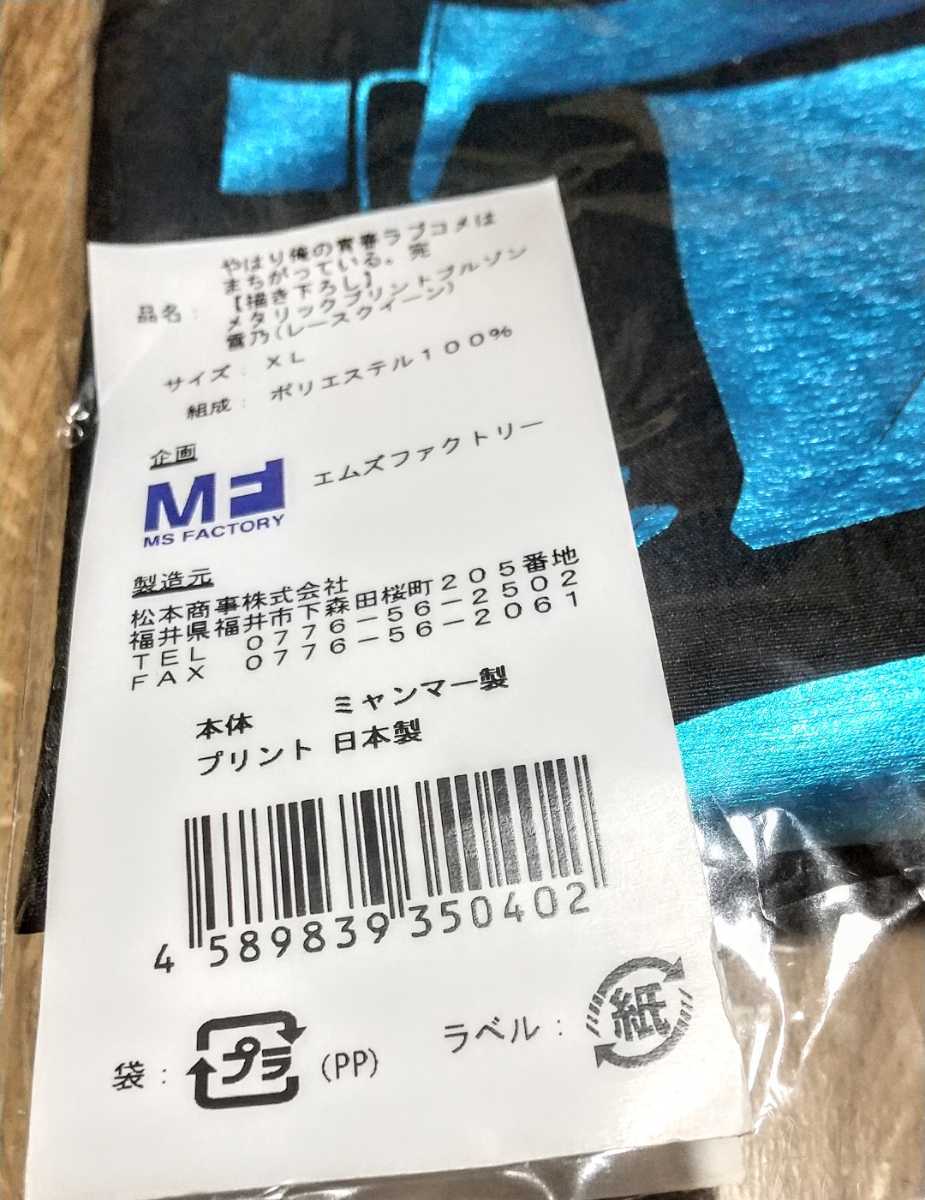 やはり俺の青春ラブコメは
まちがっている。完
【描き下ろし】
品名： メタリックプリントブルゾン
雪乃(レースクイーン)
サイズ： ＸＬ
組成： ポリエステル１００％
企画
MF
MS FACTORY
エムズファクトリー
製造元
松本商事株式会社
福井県福井市下森田桜町２０５番地
ＴＥＬ ０７７６－５６－２５０２
ＦＡＸ ０７７６－５６－２０６１
本体 ミャンマー製
プリント 日本製
4 589839 350402
袋： プラ (PP)
ラベル： 紙